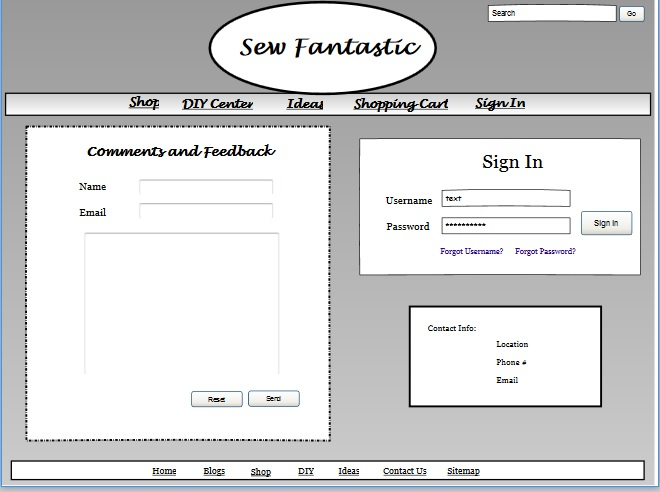 Search Go
Sew Fantastic
Shop DIY Center Ideas Shopping Cart Sign In
Comments and Feedback
Name
Email
Reset Send
Sign In
Username text
Password **********
Sign In
Forgot Username? Forgot Password?
Contact Info:
Location
Phone #
Email
Home Blogs Shop DIY Ideas Contact Us Sitemap